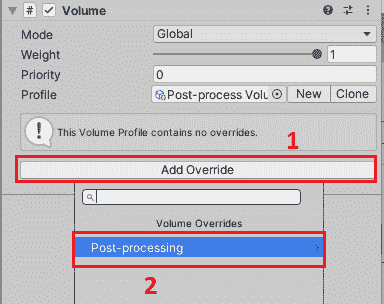 Volume
Mode Global
Weight 1
Priority 0
Profile Post-process Volu New Clone
This Volume Profile contains no overrides.
1
Add Override
Volume Overrides
Post-processing
2